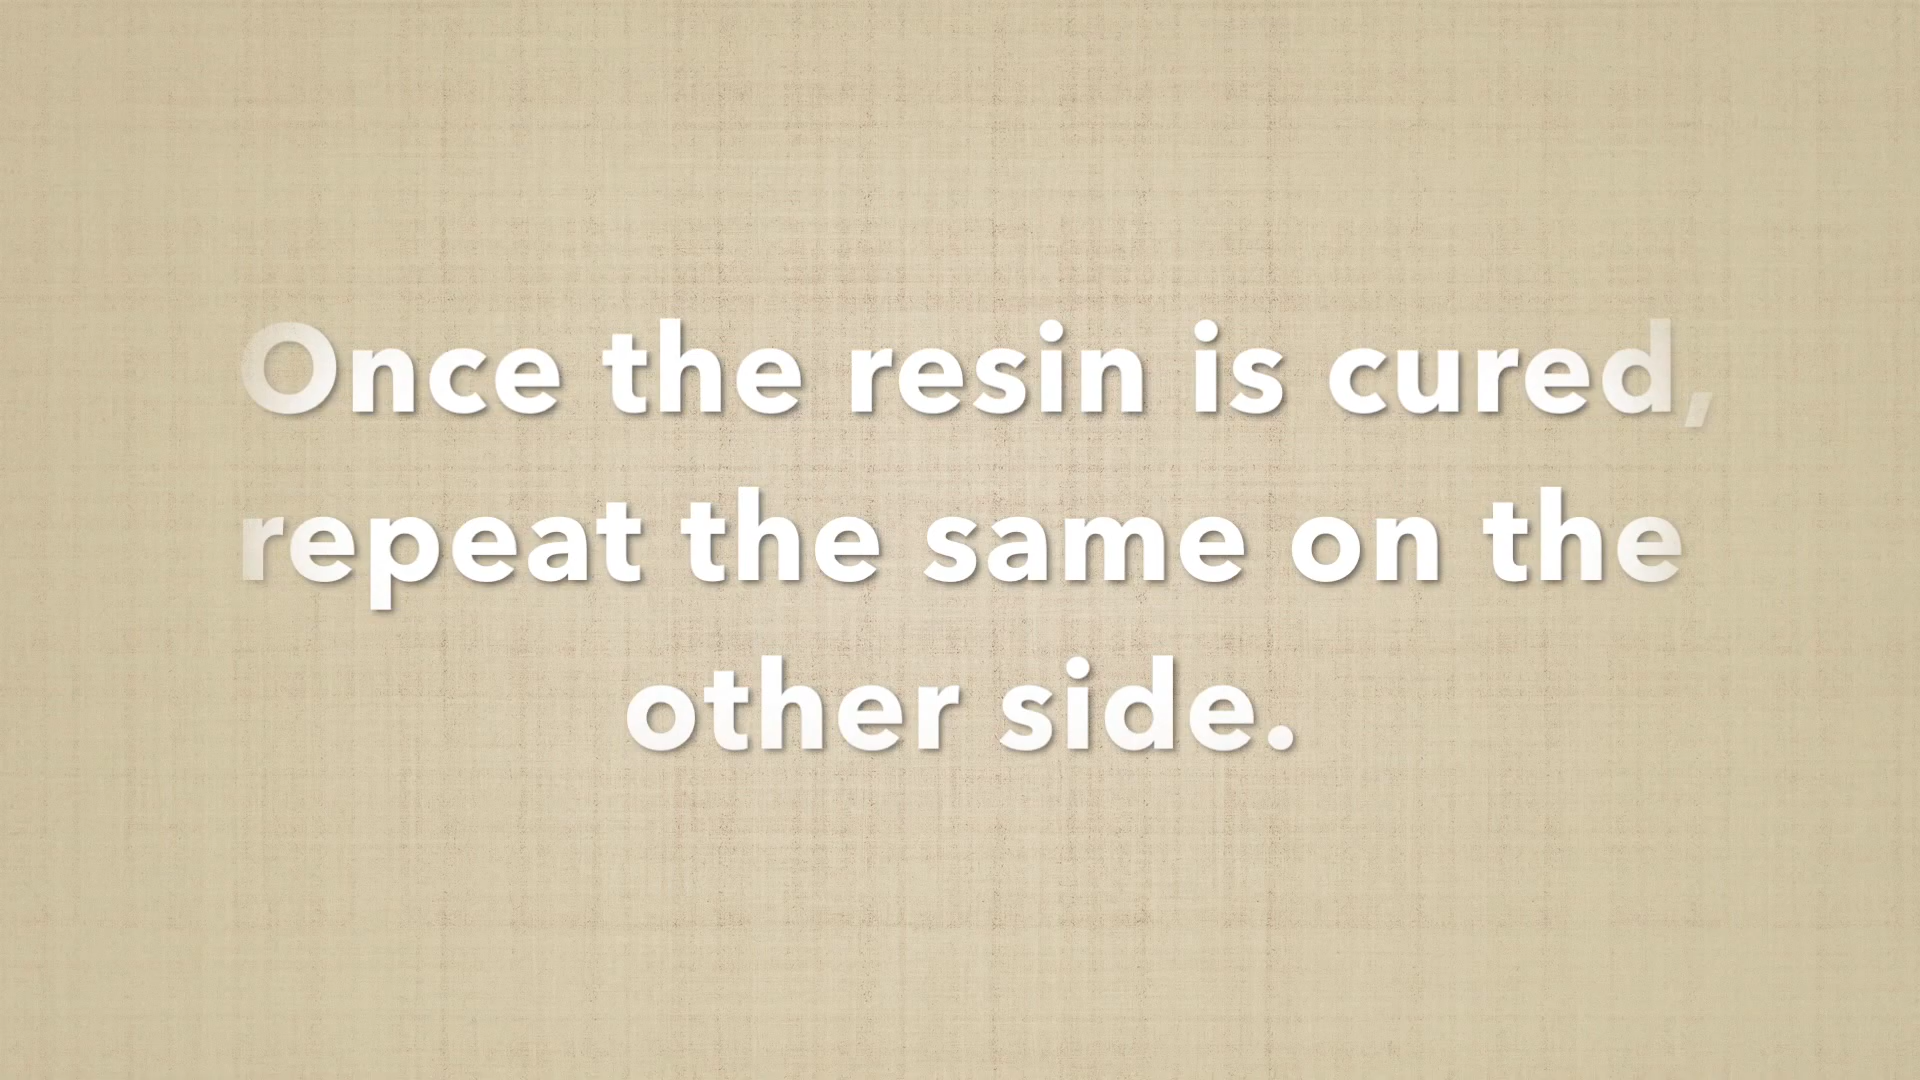 Once the resin is cured,
repeat the same on the
other side.